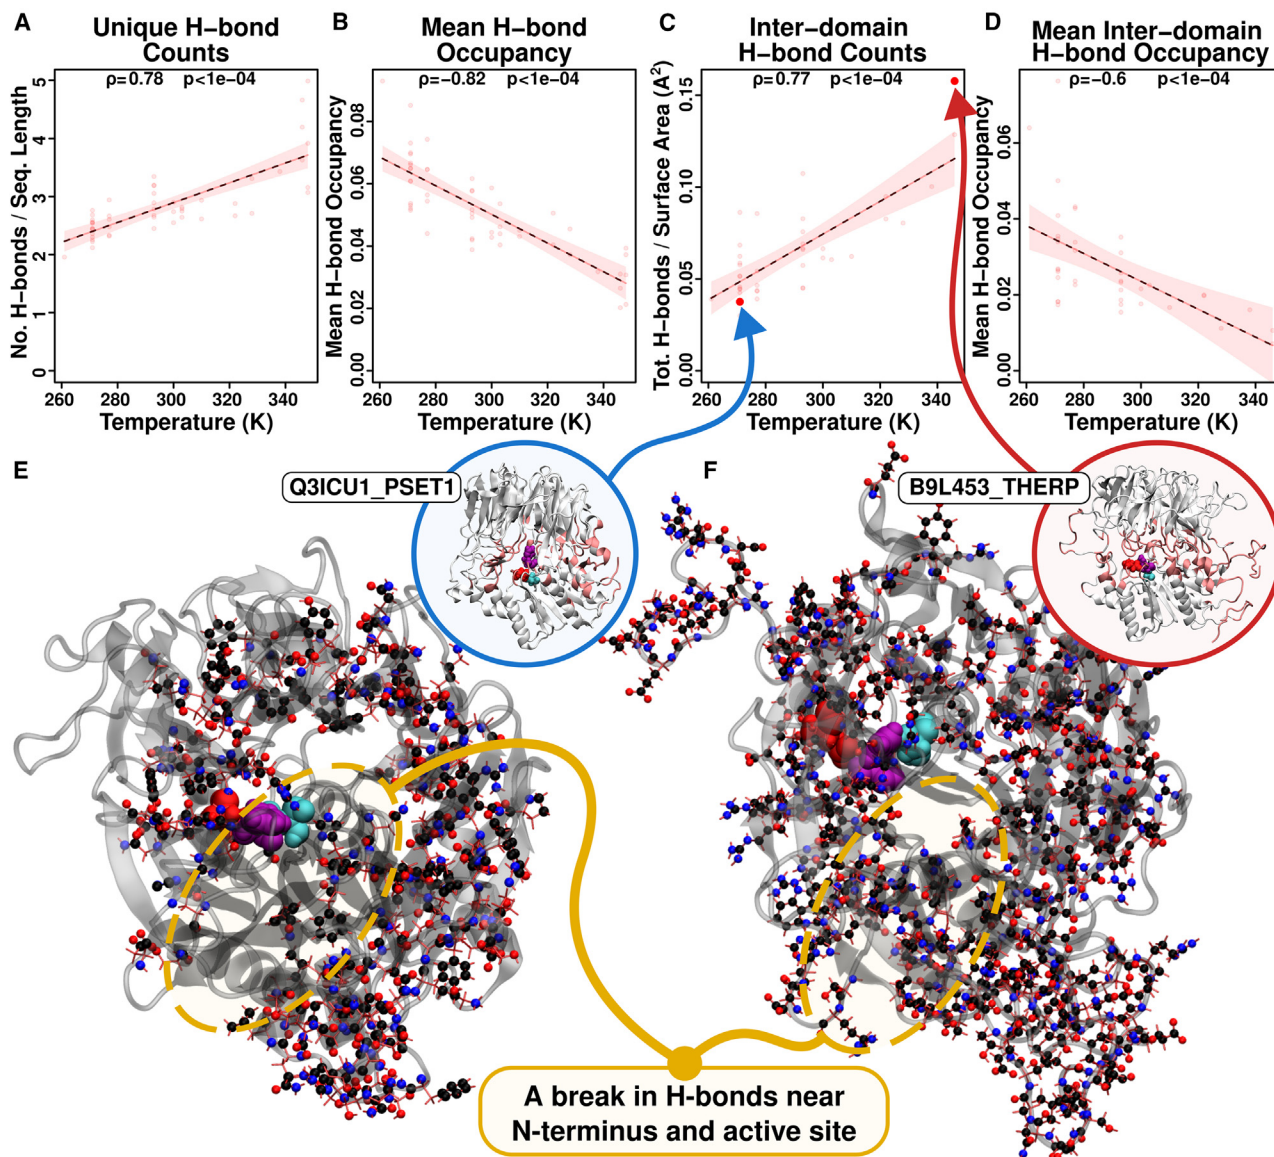 A
Unique H−bond
Counts
ρ=0.78 p<1e−04
No. H−bonds / Seq. Length
0
1
2
3
4
5
260 280 300 320 340
Temperature (K)
B
Mean H−bond
Occupancy
ρ=−0.82 p<1e−04
Mean H−bond Occupancy
0.00
0.02
0.04
0.06
0.08
260 280 300 320 340
Temperature (K)
C
Inter−domain
H−bond Counts
ρ=0.77 p<1e−04
Tot. H−bonds / Surface Area (A²)
0.00
0.05
0.10
0.15
260 280 300 320 340
Temperature (K)
D
Mean Inter−domain
H−bond Occupancy
ρ=−0.6 p<1e−04
Mean H−bond Occupancy
0.00
0.02
0.04
0.06
260 280 300 320 340
Temperature (K)
E
Q3ICU1_PSET1
F
B9L453_THERP
A break in H-bonds near
N-terminus and active site